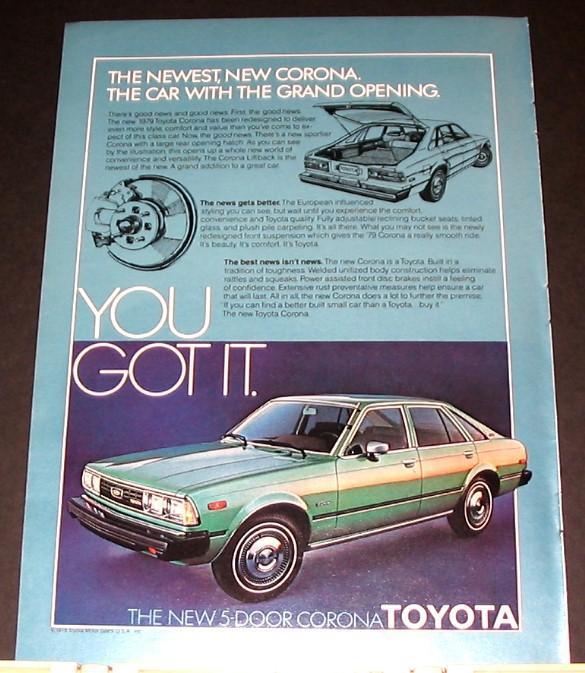 THE NEWEST, NEW CORONA.
THE CAR WITH THE GRAND OPENING.
There's good news and good news. First, the good news.
The new 1979 Toyota Corona has been redesigned to deliver
even more style, comfort and value than you've come to ex-
pect of this class car. Now, the good news. There's a new sportier
Corona with a large rear opening hatch. As you can see
by the illustration, this opens up a whole new world of
convenience and versatility. The Corona Liftback is the
newest of the new. A grand addition to a great car.
The news gets better. The European influenced
styling you can see, but wait until you experience the comfort,
convenience and Toyota quality. Fully adjustable reclining bucket seats, tinted
glass, and plush pile carpeting. It's all there. What you may not see is the newly
redesigned front suspension which gives the '79 Corona a really smooth ride.
It's beauty. It's comfort. It's Toyota.
The best news isn't news. The new Corona is a Toyota. Built in a
tradition of toughness. Welded unitized body construction helps eliminate
rattles and squeaks. Power assisted front disc brakes instill a feeling
of confidence. Extensive rust preventative measures help ensure a car
that will last. All in all, the new Corona does a lot to further the premise,
"If you can find a better built small car than a Toyota...buy it."
The new Toyota Corona.
YOU
GOT IT.
THE NEW 5-DOOR CORONA TOYOTA
Toyota Motor Sales, U.S.A., Inc.